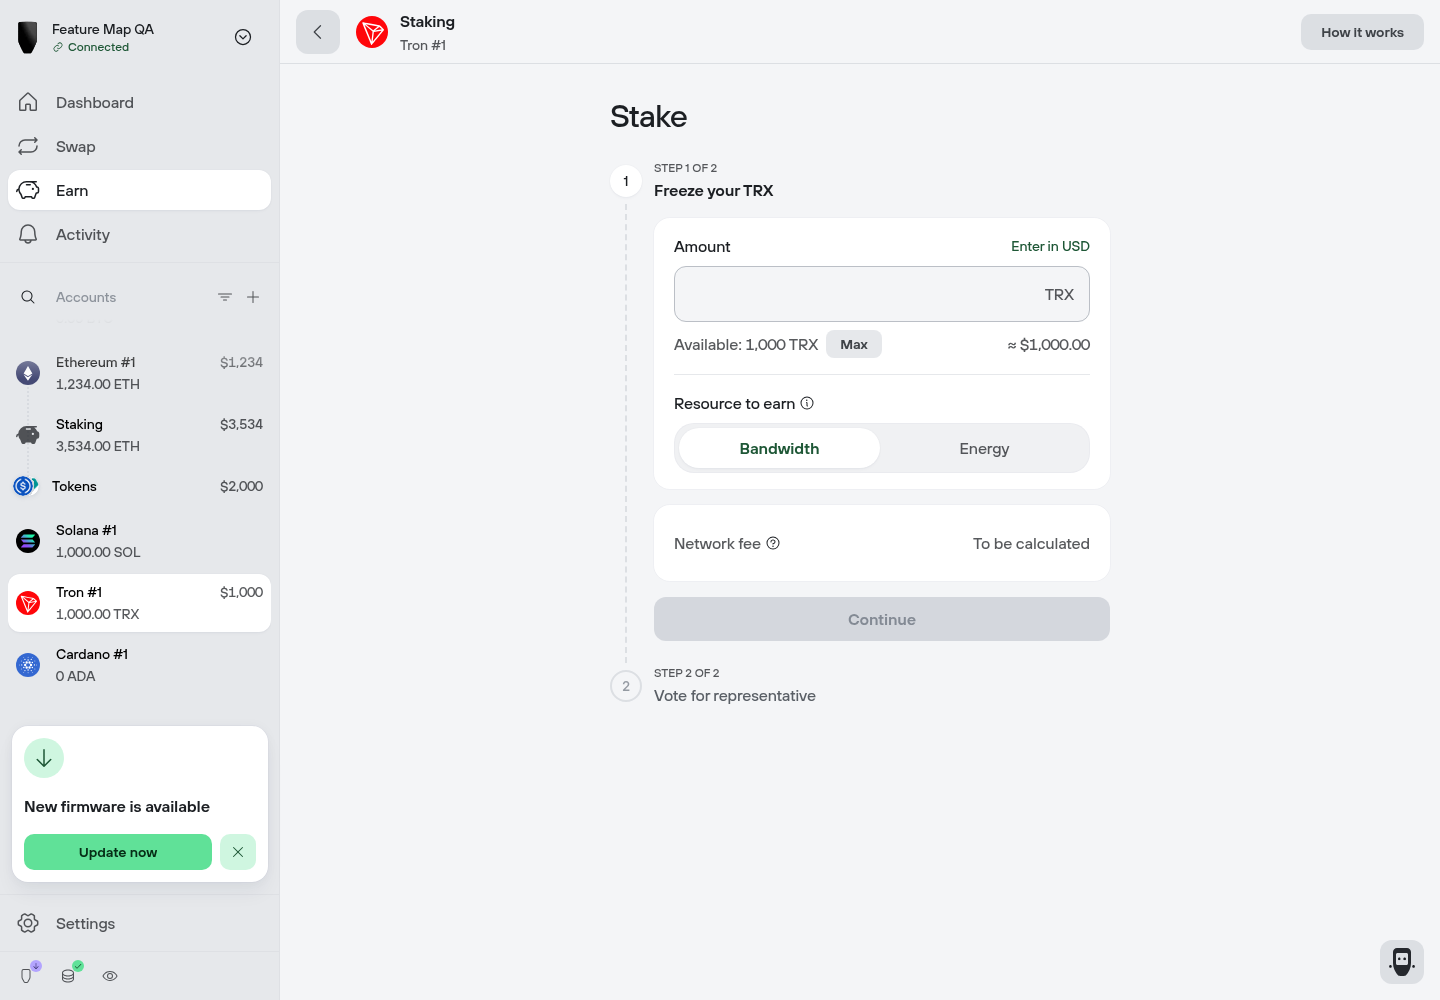 Feature Map QA
Connected
Dashboard
Swap
Earn
Activity
Accounts
Ethereum #1 $1,234
1,234.00 ETH
Staking $3,534
3,534.00 ETH
Tokens $2,000
Solana #1
1,000.00 SOL
Tron #1 $1,000
1,000.00 TRX
Cardano #1
0 ADA
New firmware is available
Update now
Settings
Staking
Tron #1
How it works
Stake
1
STEP 1 OF 2
Freeze your TRX
Amount Enter in USD
TRX
Available: 1,000 TRX Max ≈ $1,000.00
Resource to earn
Bandwidth Energy
Network fee To be calculated
Continue
2
STEP 2 OF 2
Vote for representative